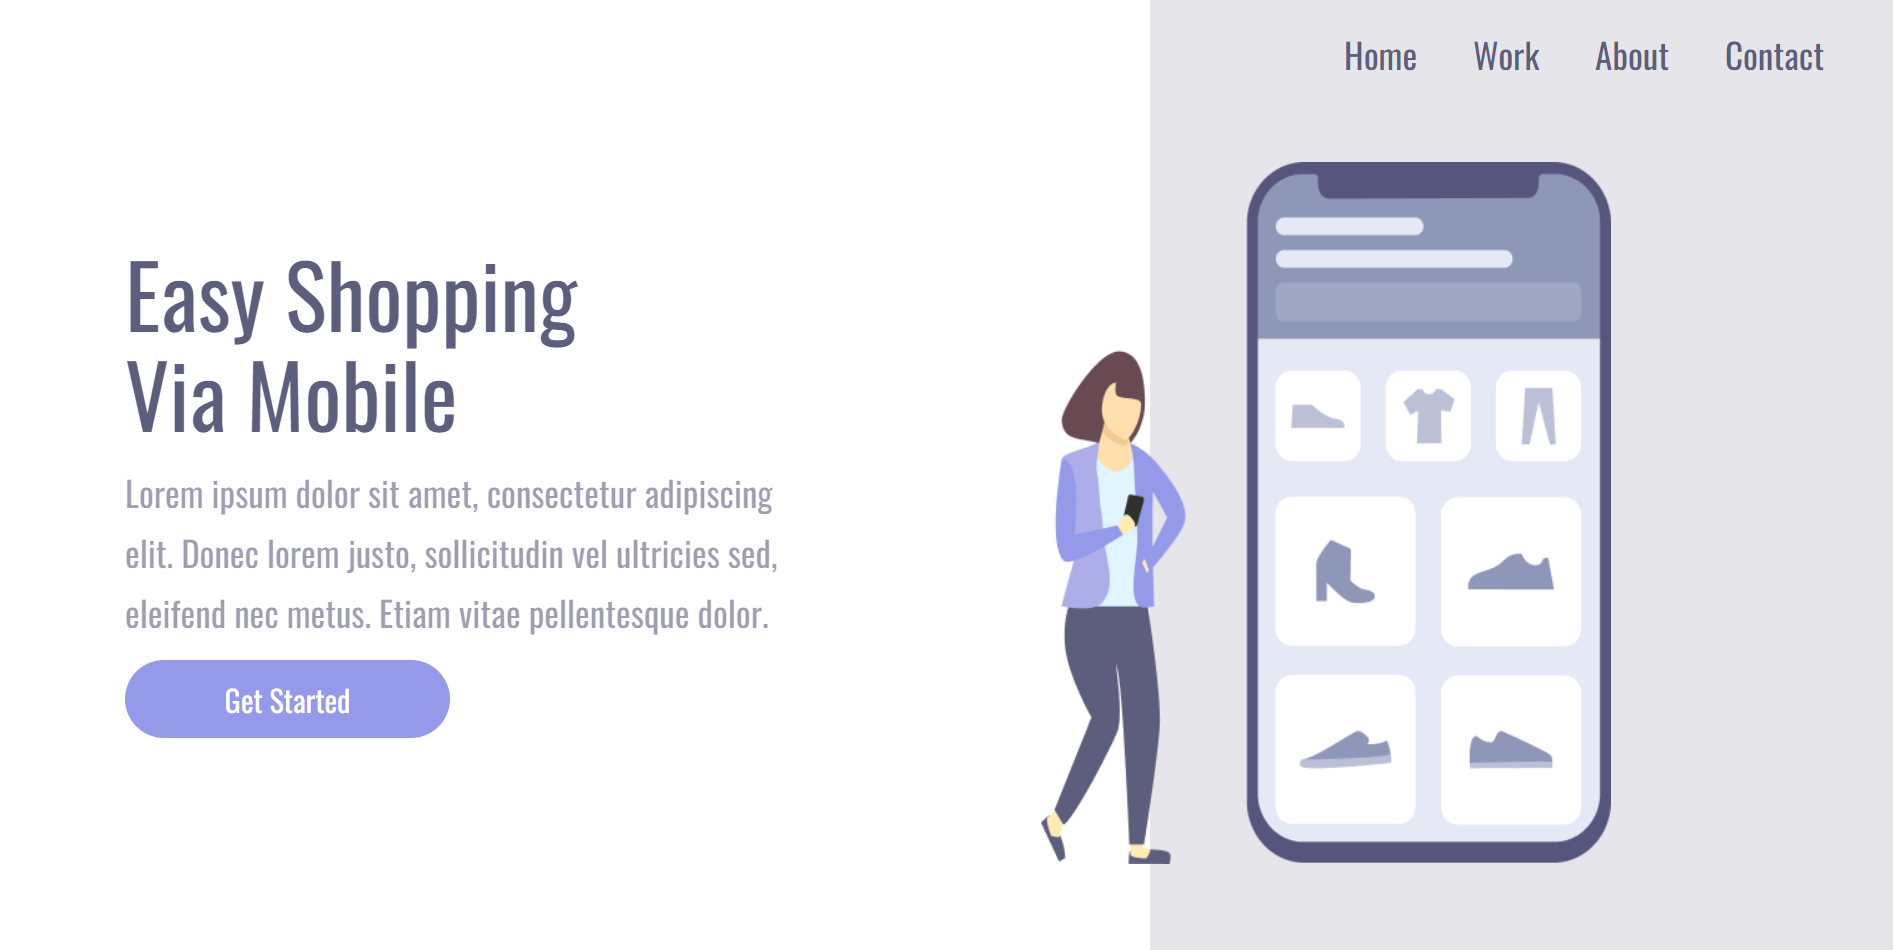 Home Work About Contact
Easy Shopping
Via Mobile
Lorem ipsum dolor sit amet, consectetur adipiscing
elit. Donec lorem justo, sollicitudin vel ultricies sed,
eleifend nec metus. Etiam vitae pellentesque dolor.
Get Started